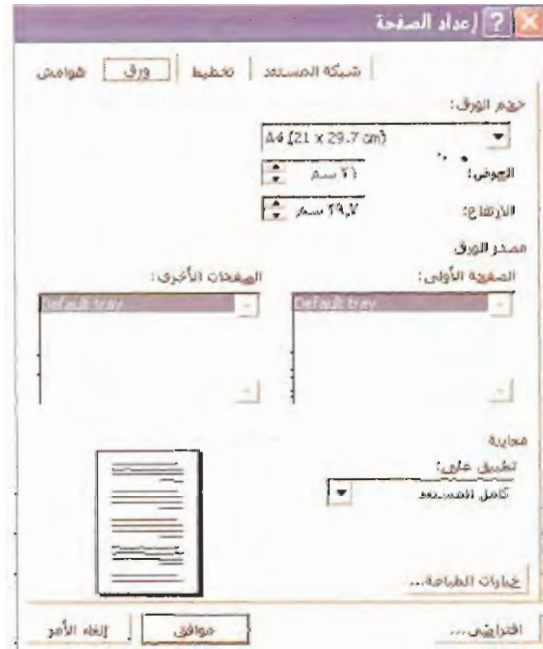 إعداد الصفحة
هوامش ورق تخطيط شبكة المستند
حجم الورق:
A4 (21 x 29.7 cm)
العرض: ٢١ سم
الارتفاع: ٢٩,٧ سم
مصدر الورق
الصفحة الأولى: الصفحات الأخرى:
Default tray Default tray
معاينة
تطبيق على:
كامل المستند
خيارات الطباعة...
افتراضي... موافق إلغاء الأمر